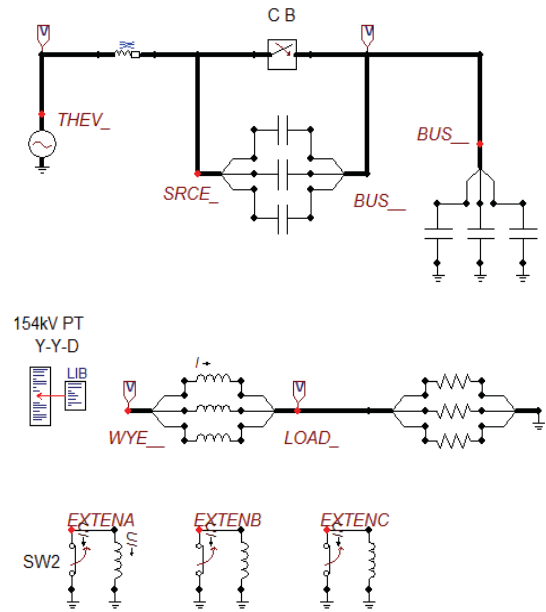 C B
V
V
THEV_
SRCE_
BUS__
BUS__
154kV PT
Y-Y-D
LIB
I
V
V
WYE__
LOAD_
EXTENA
EXTENB
EXTENC
SW2